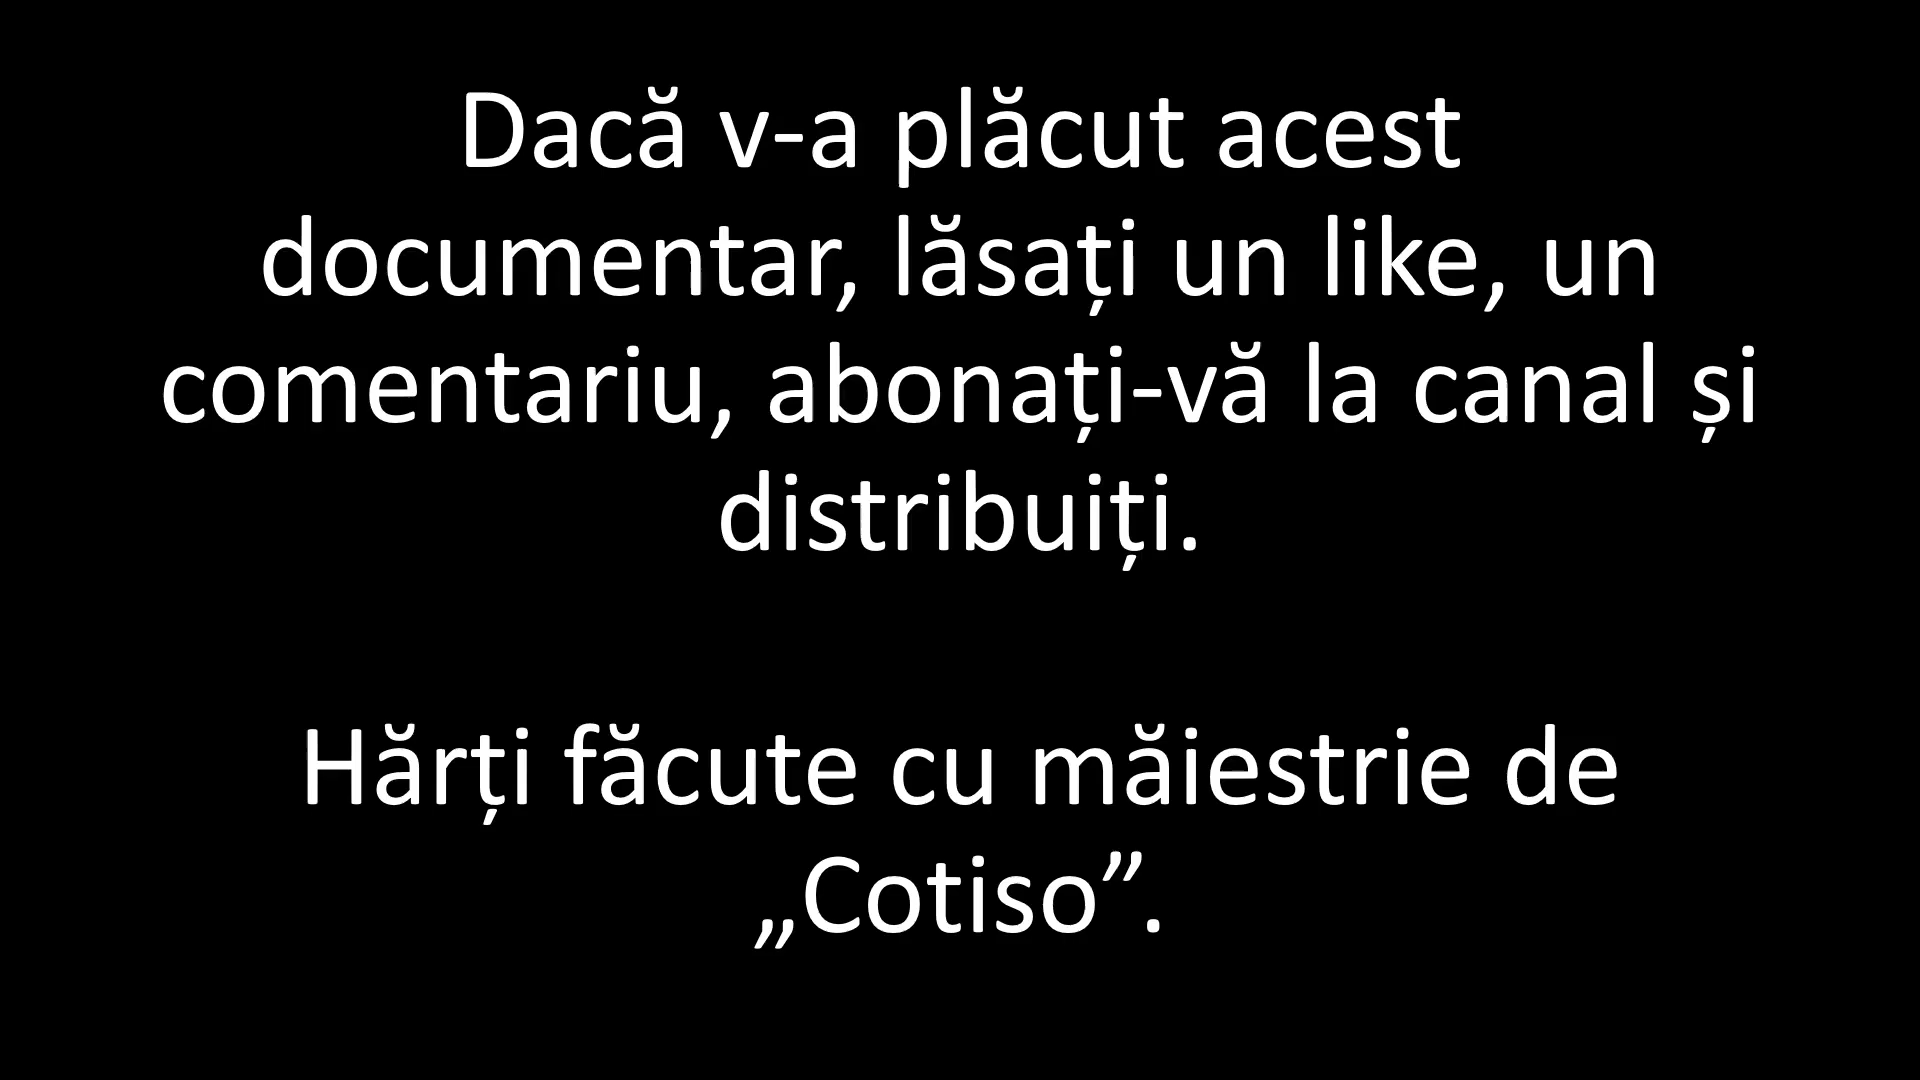 Dacă v-a plăcut acest
documentar, lăsați un like, un
comentariu, abonați-vă la canal și
distribuiți.
Hărți făcute cu măiestrie de
„Cotiso”.